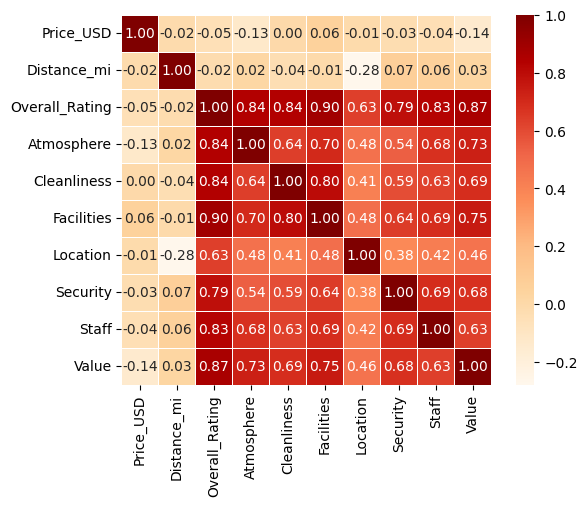 Price_USD 1.00 -0.02 -0.05 -0.13 0.00 0.06 -0.01 -0.03 -0.04 -0.14
Distance_mi -0.02 1.00 -0.02 0.02 -0.04 -0.01 -0.28 0.07 0.06 0.03
Overall_Rating -0.05 -0.02 1.00 0.84 0.84 0.90 0.63 0.79 0.83 0.87
Atmosphere -0.13 0.02 0.84 1.00 0.64 0.70 0.48 0.54 0.68 0.73
Cleanliness 0.00 -0.04 0.84 0.64 1.00 0.80 0.41 0.59 0.63 0.69
Facilities 0.06 -0.01 0.90 0.70 0.80 1.00 0.48 0.64 0.69 0.75
Location -0.01 -0.28 0.63 0.48 0.41 0.48 1.00 0.38 0.42 0.46
Security -0.03 0.07 0.79 0.54 0.59 0.64 0.38 1.00 0.69 0.68
Staff -0.04 0.06 0.83 0.68 0.63 0.69 0.42 0.69 1.00 0.63
Value -0.14 0.03 0.87 0.73 0.69 0.75 0.46 0.68 0.63 1.00
Price_USD
Distance_mi
Overall_Rating
Atmosphere
Cleanliness
Facilities
Location
Security
Staff
Value
1.0
0.8
0.6
0.4
0.2
0.0
−0.2